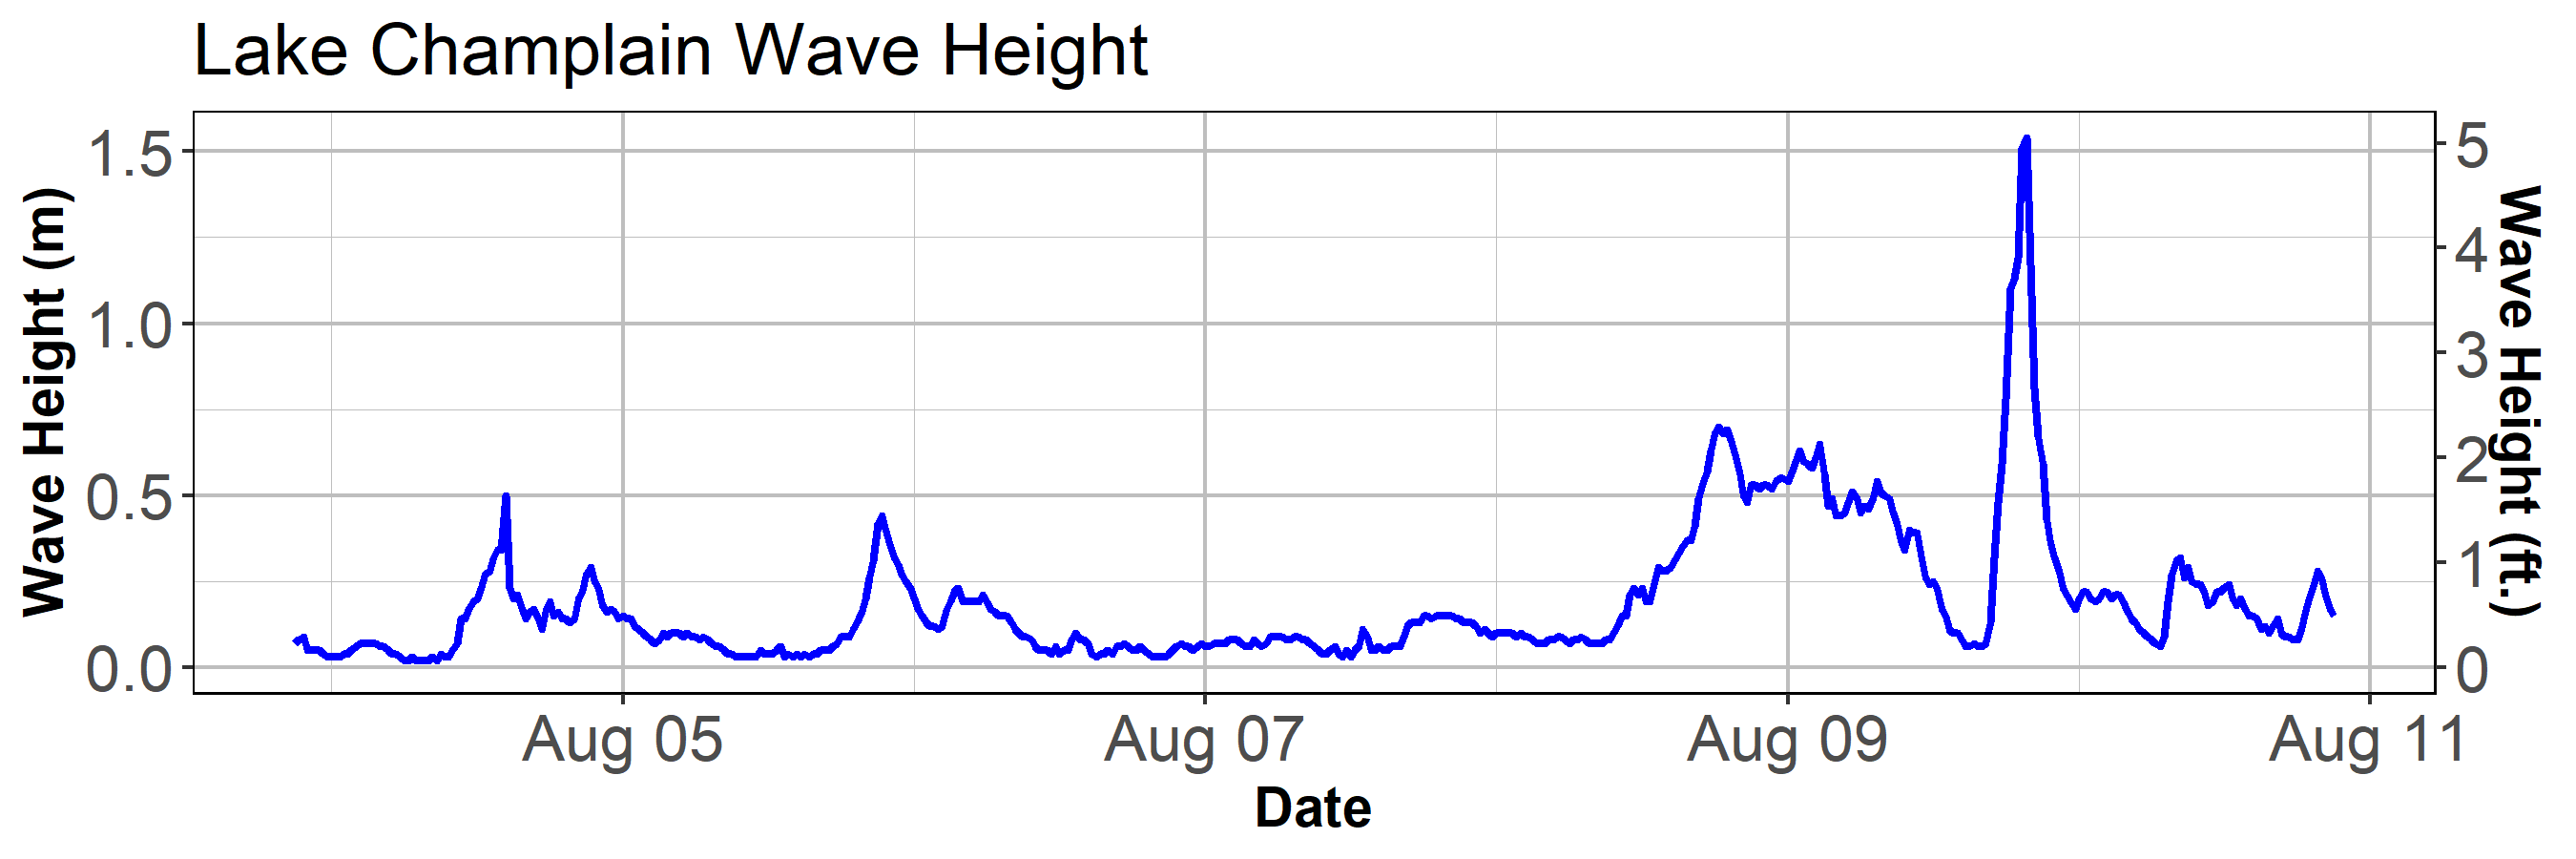 Lake Champlain Wave Height
Wave Height (m)
1.5
1.0
0.5
0.0
5
4
3
2
1
0
Wave Height (ft.)
Aug 05
Aug 07
Aug 09
Aug 11
Date